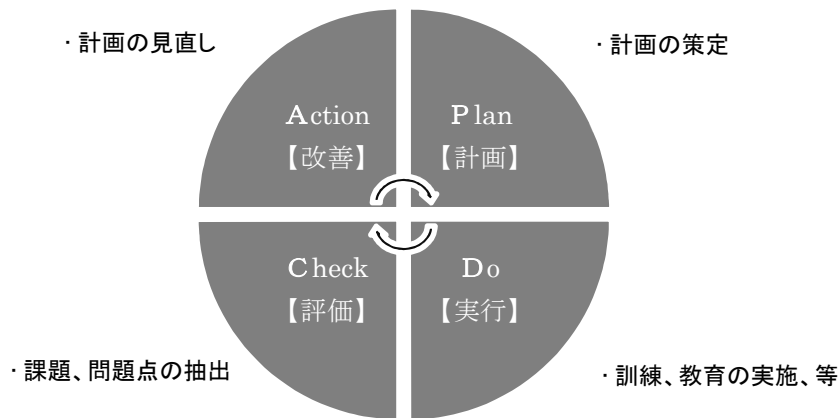 ・計画の見直し
・計画の策定
Action
【改善】
Plan
【計画】
Check
【評価】
Do
【実行】
・課題、問題点の抽出
・訓練、教育の実施、等